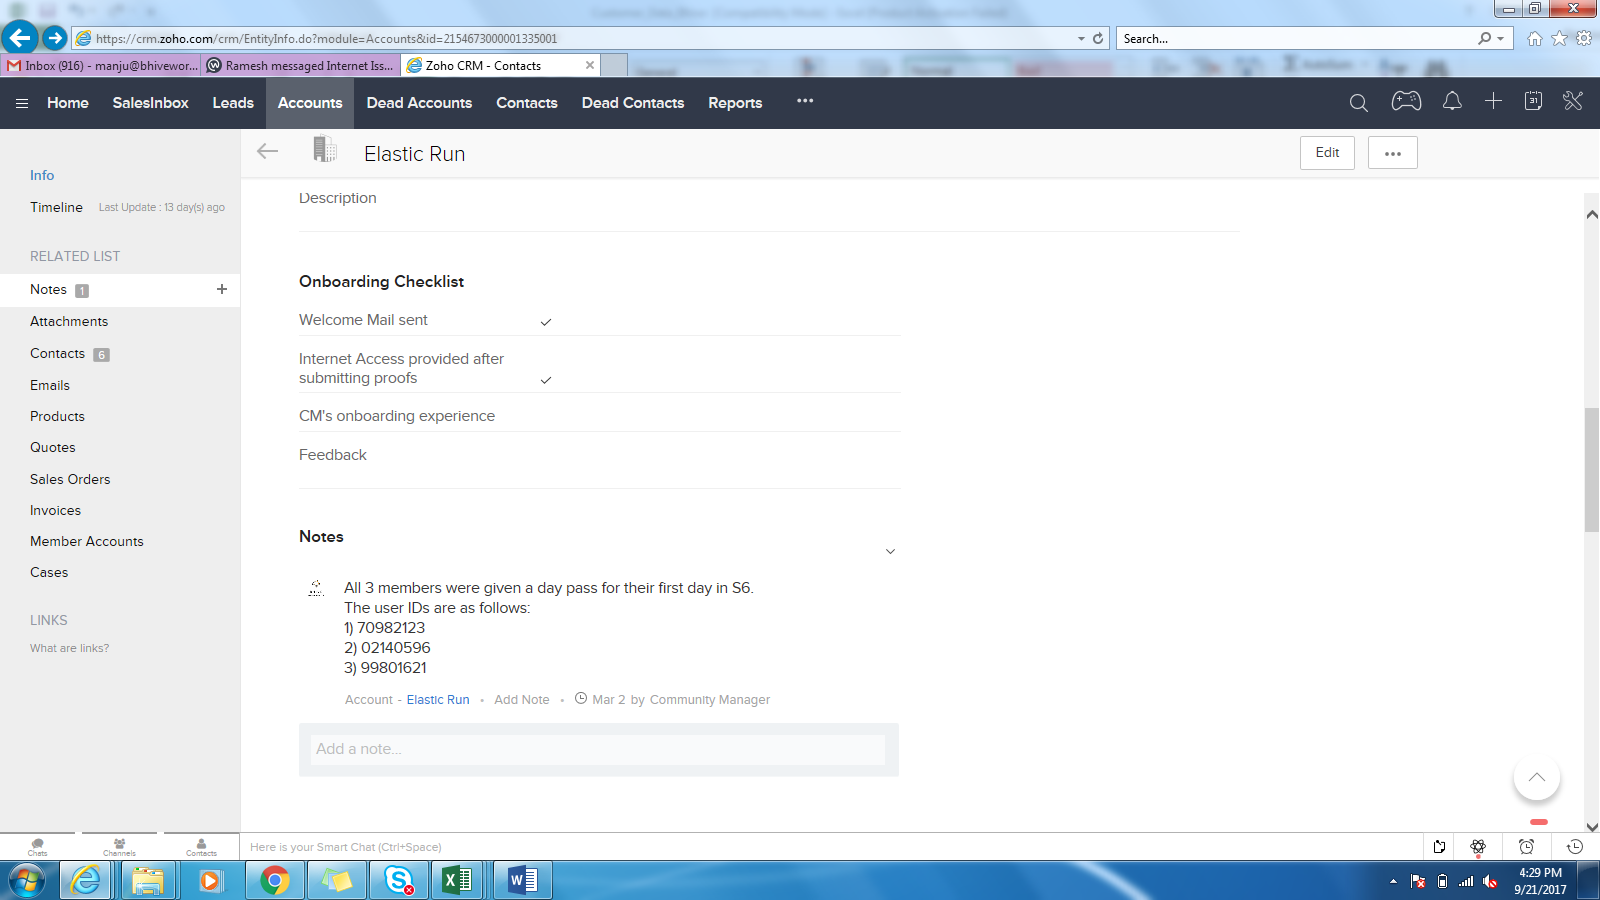 https://crm.zoho.com/crm/EntityInfo.do?module=Accounts&id=2154673000001335001
Search...
Inbox (916) - manju@bhivewor...
Ramesh messaged Internet Iss...
Zoho CRM - Contacts
Home SalesInbox Leads Accounts Dead Accounts Contacts Dead Contacts Reports
31
Elastic Run
Edit
Info
Timeline Last Update : 13 day(s) ago
RELATED LIST
Notes 1
Attachments
Contacts 6
Emails
Products
Quotes
Sales Orders
Invoices
Member Accounts
Cases
LINKS
What are links?
Description
Onboarding Checklist
Welcome Mail sent
Internet Access provided after
submitting proofs
CM's onboarding experience
Feedback
Notes
All 3 members were given a day pass for their first day in S6.
The user IDs are as follows:
1) 70982123
2) 02140596
3) 99801621
Account - Elastic Run • Add Note • Mar 2 by Community Manager
Add a note...
Chats
Channels
Contacts
Here is your Smart Chat (Ctrl+Space)
4:29 PM
9/21/2017